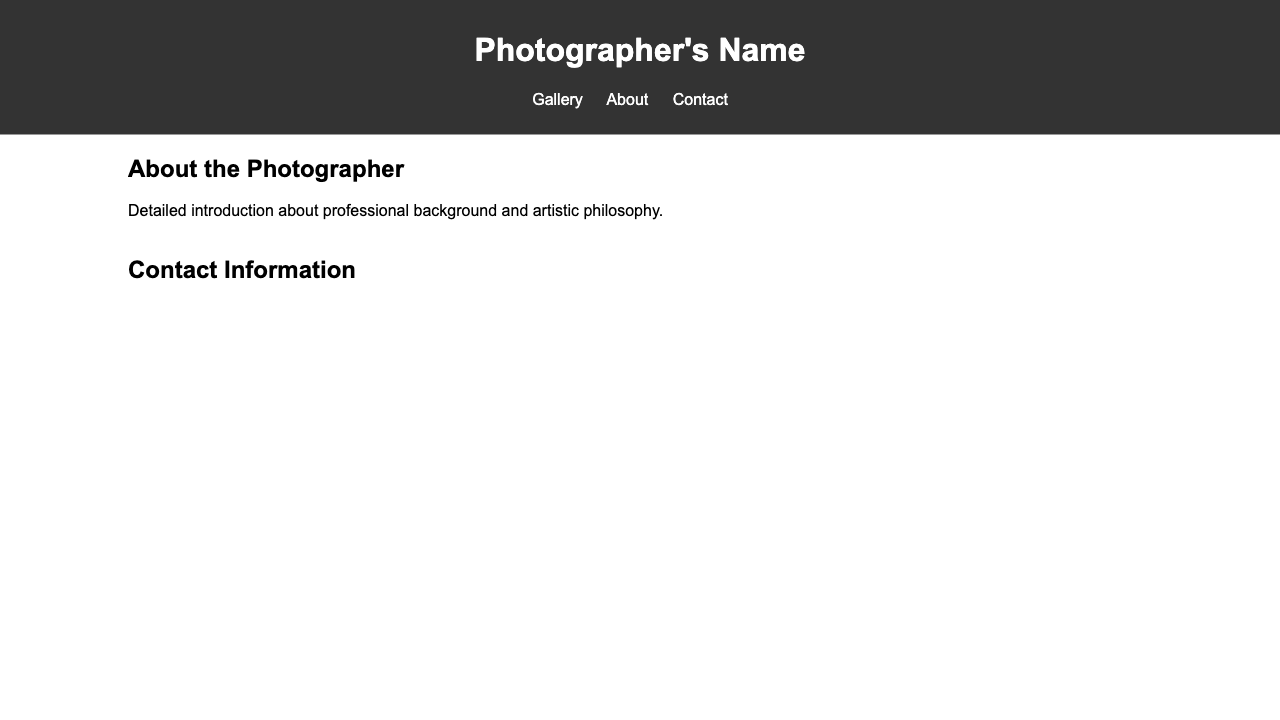 Photographer's Name
Gallery About Contact
About the Photographer
Detailed introduction about professional background and artistic philosophy.
Contact Information